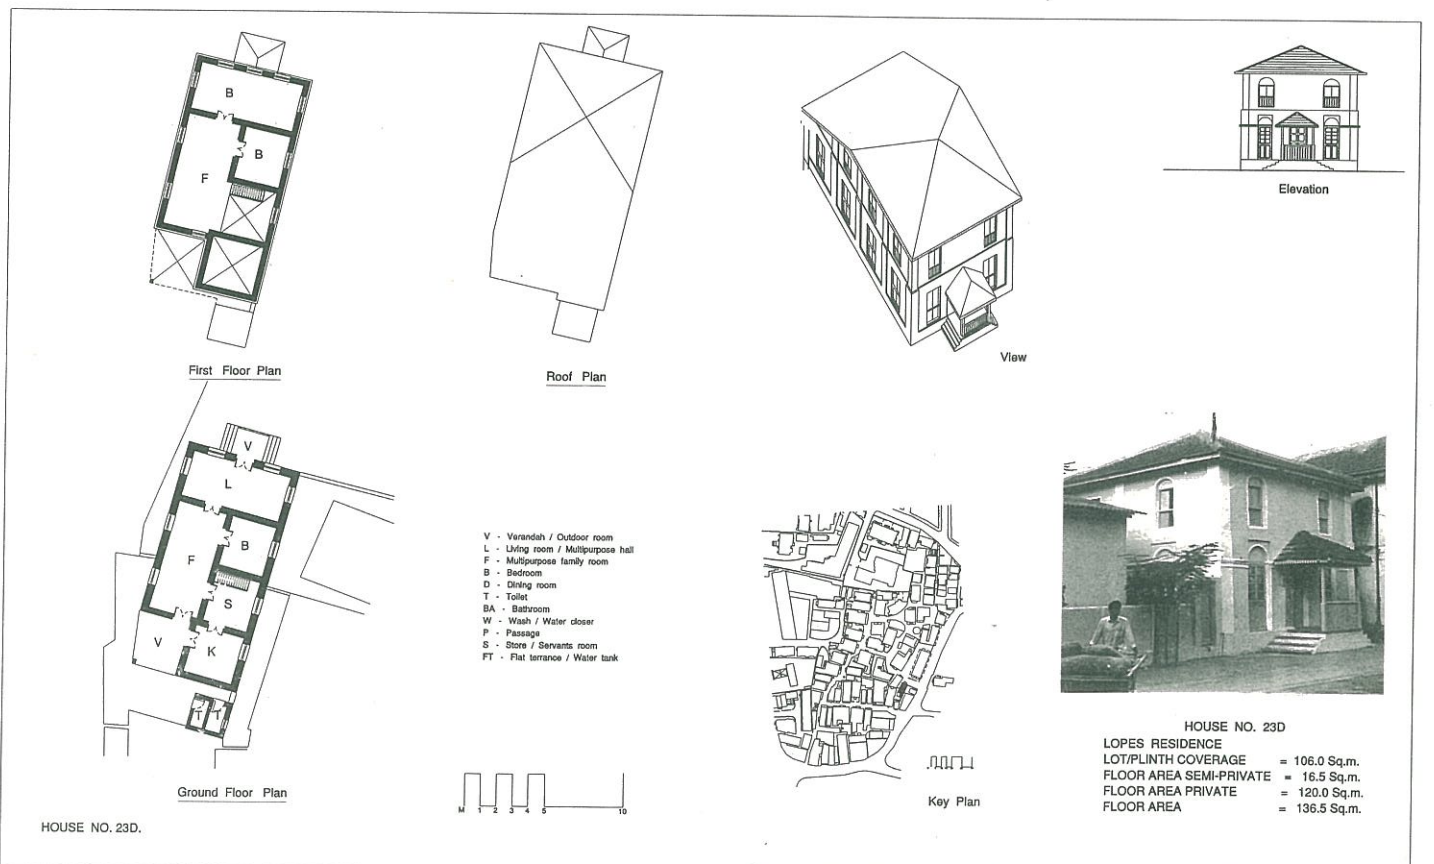 B
B
F
First Floor Plan
Roof Plan
View
Elevation
V
L
F
B
S
V
K
T
T
Ground Floor Plan
V - Verandah / Outdoor room
L - Living room / Multipurpose hall
F - Multipurpose family room
B - Bedroom
D - Dining room
T - Toilet
BA - Bathroom
W - Wash / Water closer
P - Passage
S - Store / Servants room
FT - Flat terrance / Water tank
M 1 2 3 4 5 10
Key Plan
HOUSE NO. 23D
LOPES RESIDENCE
LOT/PLINTH COVERAGE = 106.0 Sq.m.
FLOOR AREA SEMI-PRIVATE = 16.5 Sq.m.
FLOOR AREA PRIVATE = 120.0 Sq.m.
FLOOR AREA = 136.5 Sq.m.
HOUSE NO. 23D.